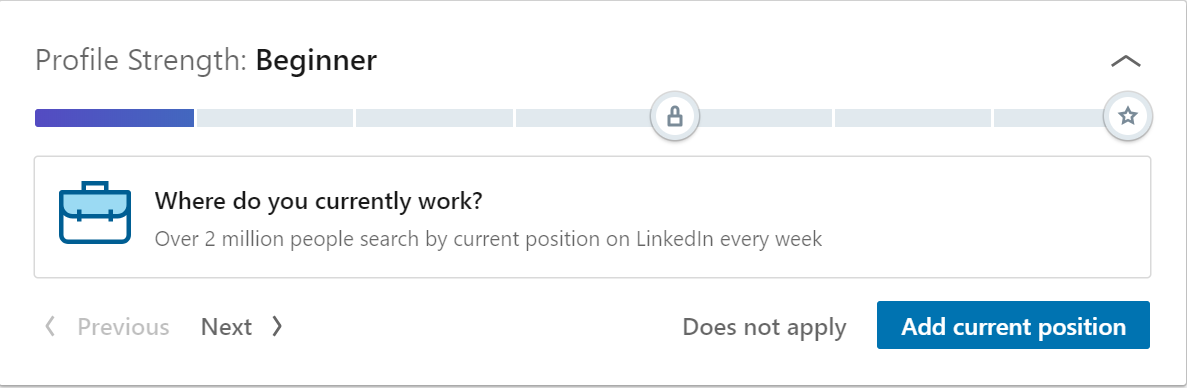 Profile Strength: Beginner
Where do you currently work?
Over 2 million people search by current position on LinkedIn every week
Previous Next Does not apply Add current position